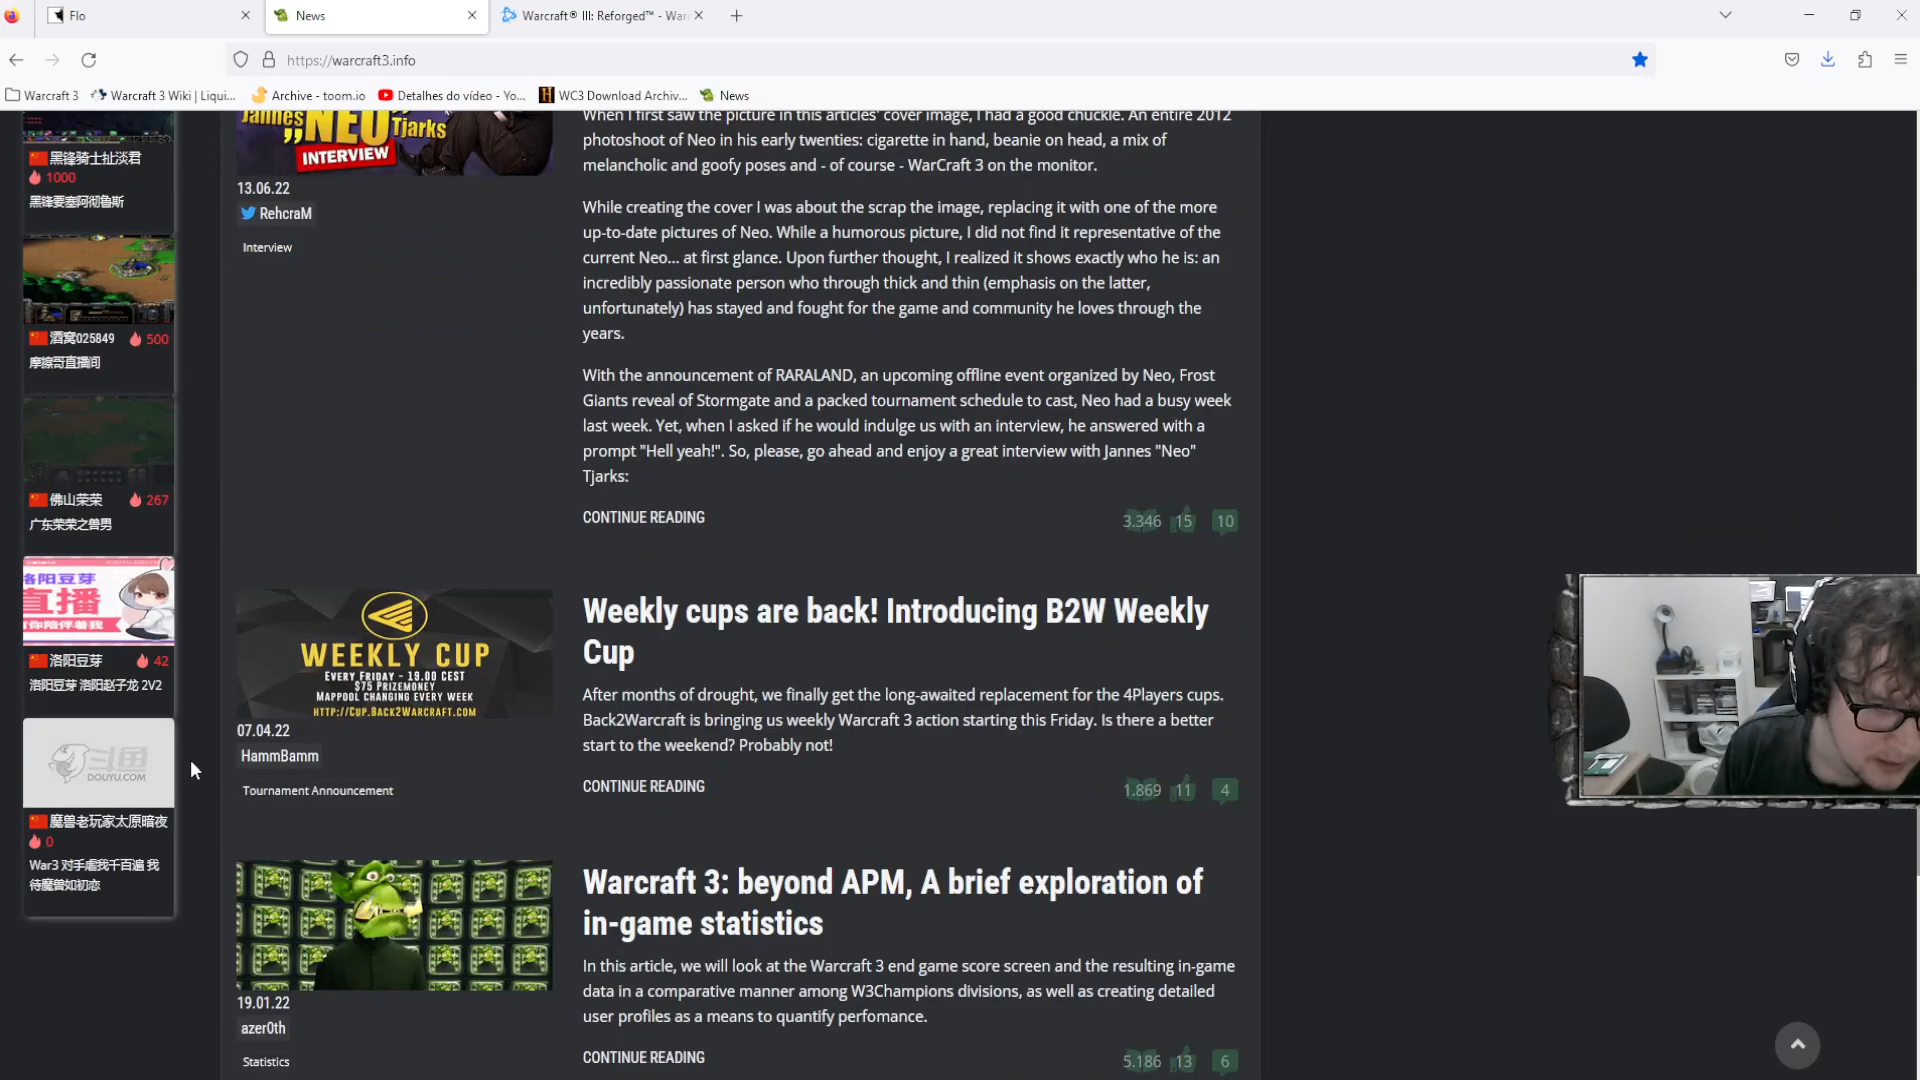 Flo
News
Warcraft® III: Reforged™ - War
https://warcraft3.info
Warcraft 3
Warcraft 3 Wiki | Liqui...
Archive - toom.io
Detalhes do vídeo - Yo...
WC3 Download Archiv...
News
黑锋骑士扯淡君
1000
黑锋要塞阿彻鲁斯
酒窝025849
500
摩擦哥直播间
佛山荣荣
267
广东荣荣之兽男
洛阳豆芽
直播
你陪伴着我
洛阳豆芽
42
洛阳豆芽 洛阳赵子龙 2V2
斗鱼
DOUYU.COM
魔兽老玩家太原暗夜
0
War3 对手虐我千百遍 我
待魔兽如初恋
Jannes "NEO" Tjarks
INTERVIEW
13.06.22
RehcraM
Interview
When I first saw the picture in this articles' cover image, I had a good chuckle. An entire 2012
photoshoot of Neo in his early twenties: cigarette in hand, beanie on head, a mix of
melancholic and goofy poses and - of course - WarCraft 3 on the monitor.
While creating the cover I was about the scrap the image, replacing it with one of the more
up-to-date pictures of Neo. While a humorous picture, I did not find it representative of the
current Neo... at first glance. Upon further thought, I realized it shows exactly who he is: an
incredibly passionate person who through thick and thin (emphasis on the latter,
unfortunately) has stayed and fought for the game and community he loves through the
years.
With the announcement of RARALAND, an upcoming offline event organized by Neo, Frost
Giants reveal of Stormgate and a packed tournament schedule to cast, Neo had a busy week
last week. Yet, when I asked if he would indulge us with an interview, he answered with a
prompt "Hell yeah!". So, please, go ahead and enjoy a great interview with Jannes "Neo"
Tjarks:
CONTINUE READING
3.346 15 10
WEEKLY CUP
EVERY FRIDAY - 19.00 CEST
$75 PRIZEMONEY
MAPPOOL CHANGING EVERY WEEK
HTTP://CUP.BACK2WARCRAFT.COM
07.04.22
HammBamm
Tournament Announcement
Weekly cups are back! Introducing B2W Weekly
Cup
After months of drought, we finally get the long-awaited replacement for the 4Players cups.
Back2Warcraft is bringing us weekly Warcraft 3 action starting this Friday. Is there a better
start to the weekend? Probably not!
CONTINUE READING
1.869 11 4
19.01.22
azer0th
Statistics
Warcraft 3: beyond APM, A brief exploration of
in-game statistics
In this article, we will look at the Warcraft 3 end game score screen and the resulting in-game
data in a comparative manner among W3Champions divisions, as well as creating detailed
user profiles as a means to quantify perfomance.
CONTINUE READING
5.186 13 6